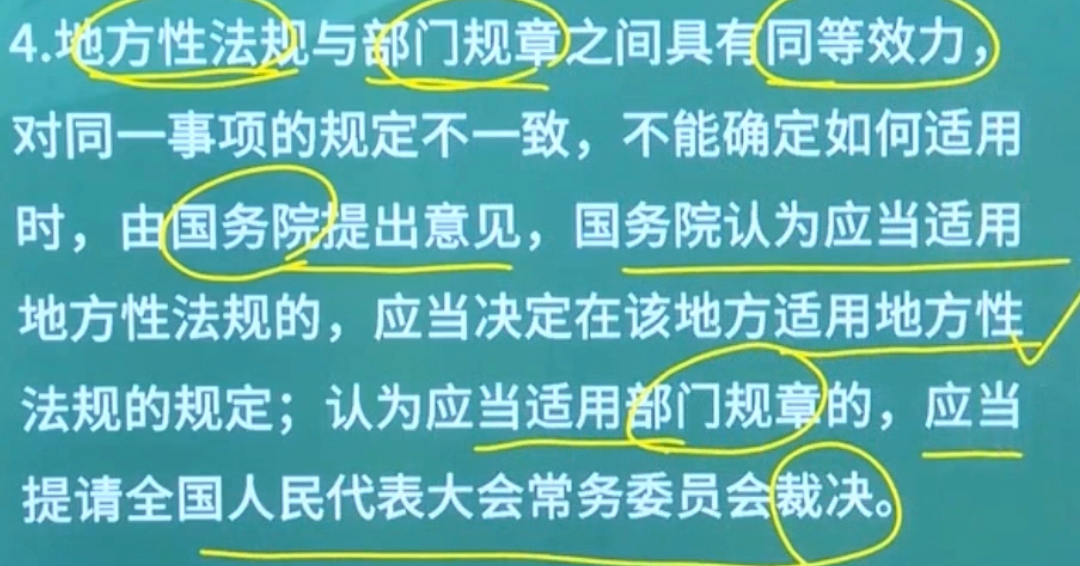 4.地方性法规与部门规章之间具有同等效力，
对同一事项的规定不一致，不能确定如何适用
时，由国务院提出意见，国务院认为应当适用
地方性法规的，应当决定在该地方适用地方性
法规的规定；认为应当适用部门规章的，应当
提请全国人民代表大会常务委员会裁决。